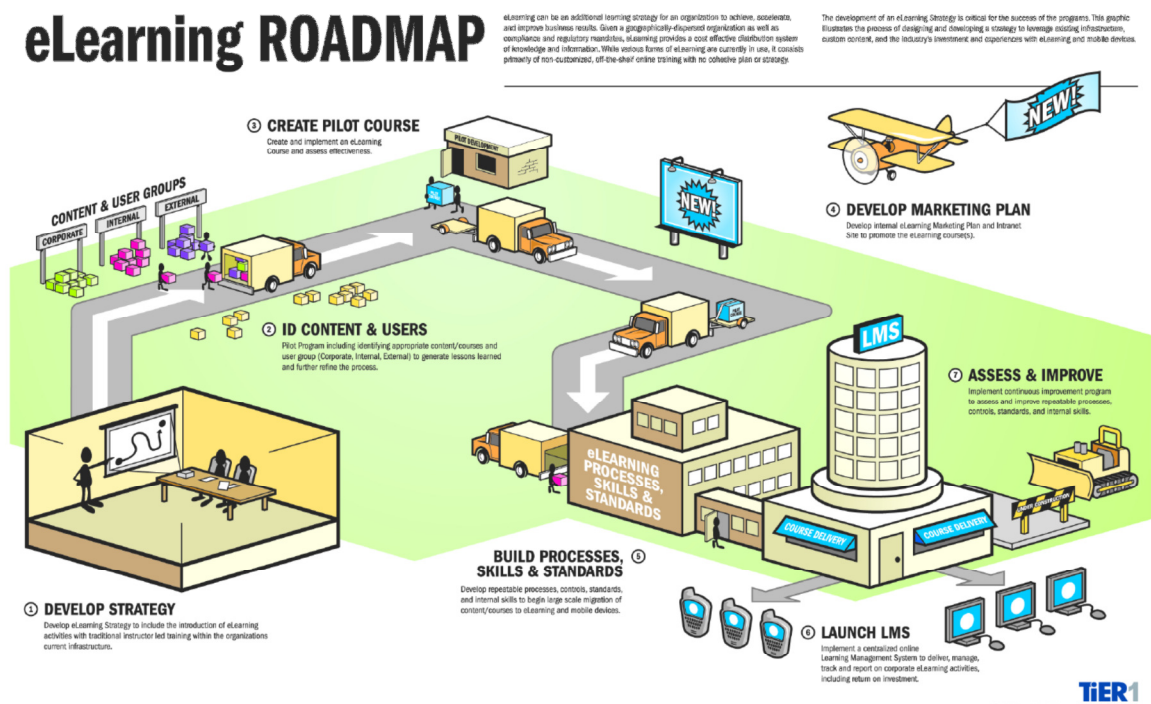 eLearning ROADMAP
eLearning can be an additional learning strategy for an organization to achieve, accelerate,
and improve business results. Given a geographically-dispersed organization as well as
compliance and regulatory mandates, eLearning provides a cost effective distribution system
of knowledge and information. While various forms of eLearning are currently in use, it consists
primarily of non-customized, off-the-shelf online training with no cohesive plan or strategy.
The development of an eLearning Strategy is critical for the success of the programs. This graphic
illustrates the process of designing and developing a strategy to leverage existing infrastructure,
custom content, and the industry's investment and experiences with eLearning and mobile devices.
NEW!
3 CREATE PILOT COURSE
Create and implement an eLearning
Course and assess effectiveness.
PILOT DEVELOPMENT
CONTENT & USER GROUPS
CORPORATE
INTERNAL
EXTERNAL
NEW!
4 DEVELOP MARKETING PLAN
Develop internal eLearning Marketing Plan and Intranet
Site to promote the eLearning course(s).
2 ID CONTENT & USERS
Pilot Program including identifying appropriate content/courses and
user group (Corporate, Internal, External) to generate lessons learned
and further refine the process.
LMS
7 ASSESS & IMPROVE
Implement continuous improvement program
to assess and improve repeatable processes,
controls, standards, and internal skills.
eLEARNING
PROCESSES,
SKILLS &
STANDARDS
UNDER CONSTRUCTION
COURSE DELIVERY
COURSE DELIVERY
BUILD PROCESSES, 5
SKILLS & STANDARDS
Develop repeatable processes, controls, standards,
and internal skills to begin large scale migration of
content/courses to eLearning and mobile devices.
1 DEVELOP STRATEGY
Develop eLearning Strategy to include the introduction of eLearning
activities with traditional instructor led training within the organizations
current infrastructure.
6 LAUNCH LMS
Implement a centralized online
Learning Management System to deliver, manage,
track and report on corporate eLearning activities,
including return on investment.
TiER1